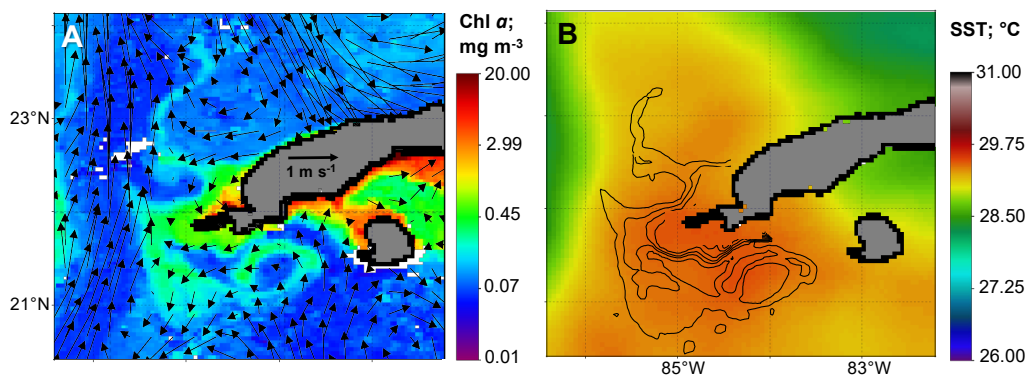 A
23°N
21°N
1 m s⁻¹
Chl a;
mg m⁻³
20.00
2.99
0.45
0.07
0.01
B
85°W
83°W
SST; °C
31.00
29.75
28.50
27.25
26.00